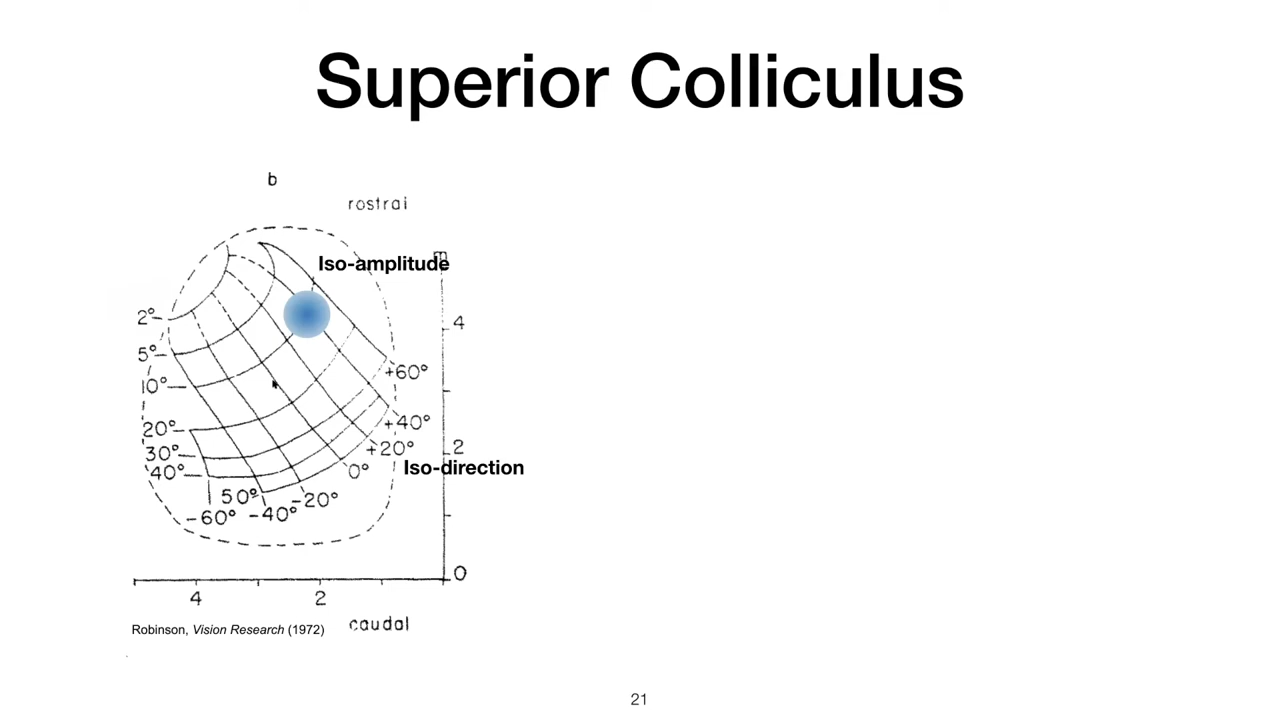 Superior Colliculus
b
rostral
Iso-amplitude
2°
4
5°
+60°
10°
+40°
20°
+20°
2
30°
Iso-direction
40°
0°
50°
-20°
-60°
-40°
0
4
2
caudal
Robinson, Vision Research (1972)
21